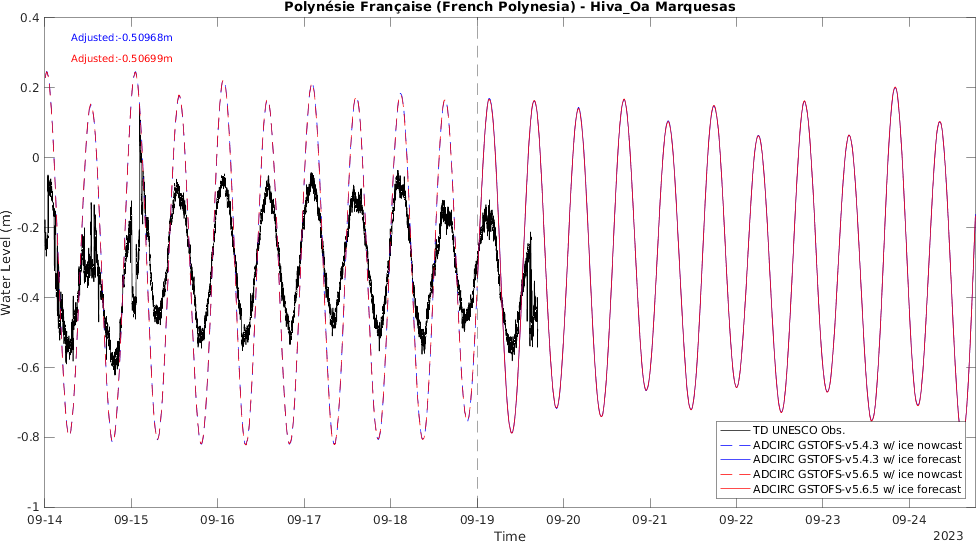 Polynésie Française (French Polynesia) - Hiva_Oa Marquesas
Adjusted:-0.50968m
Adjusted:-0.50699m
0.4
0.2
0
-0.2
-0.4
-0.6
-0.8
-1
Water Level (m)
TD UNESCO Obs.
ADCIRC GSTOFS-v5.4.3 w/ ice nowcast
ADCIRC GSTOFS-v5.4.3 w/ ice forecast
ADCIRC GSTOFS-v5.6.5 w/ ice nowcast
ADCIRC GSTOFS-v5.6.5 w/ ice forecast
09-14 09-15 09-16 09-17 09-18 09-19 09-20 09-21 09-22 09-23 09-24
Time
2023